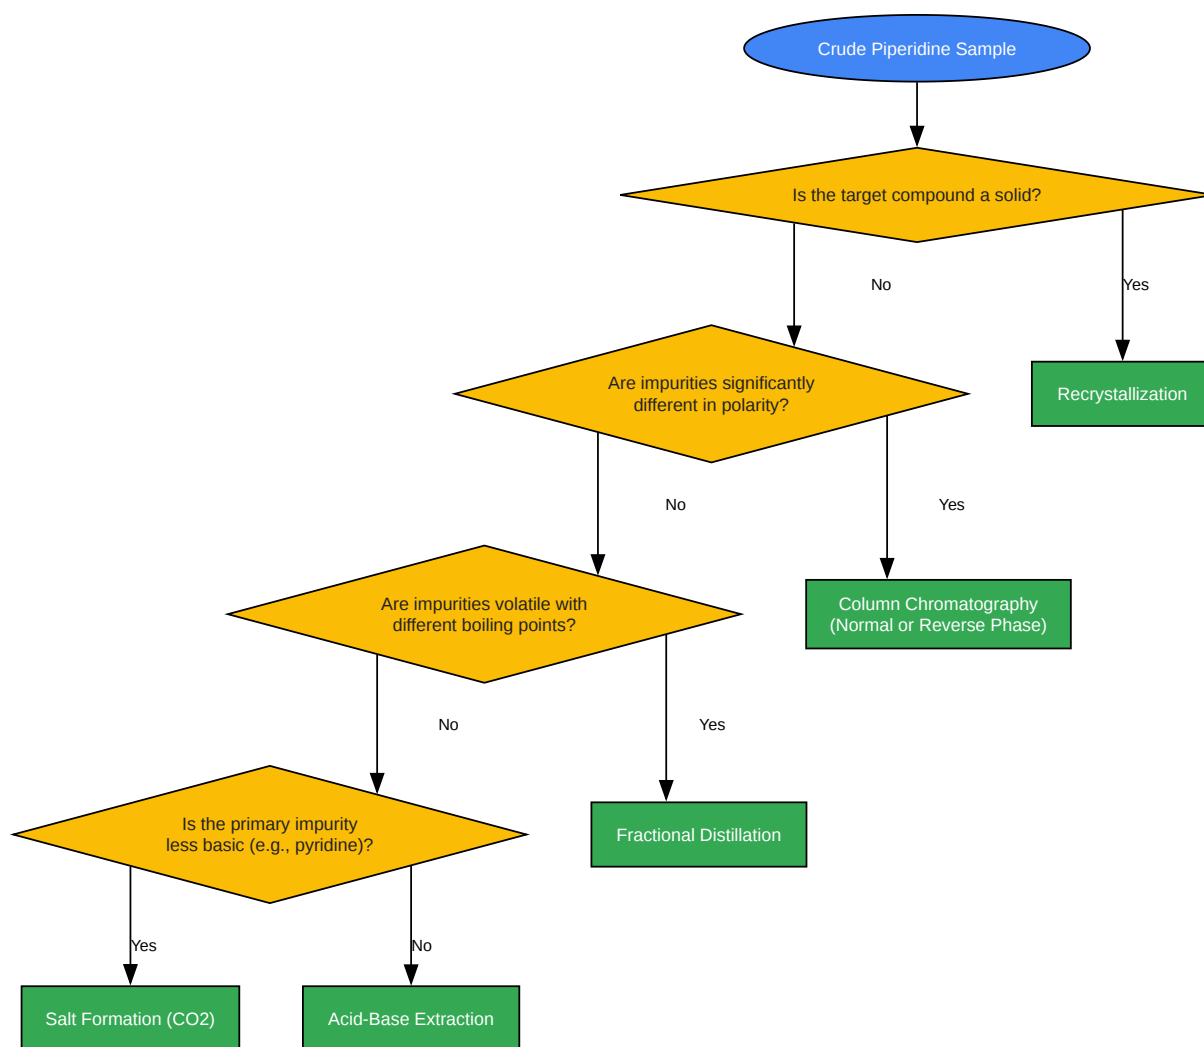 Crude Piperidine Sample
Is the target compound a solid?
No
Yes
Are impurities significantly
different in polarity?
Recrystallization
No
Yes
Are impurities volatile with
different boiling points?
Column Chromatography
(Normal or Reverse Phase)
No
Yes
Is the primary impurity
less basic (e.g., pyridine)?
Fractional Distillation
Yes
No
Salt Formation (CO2)
Acid-Base Extraction